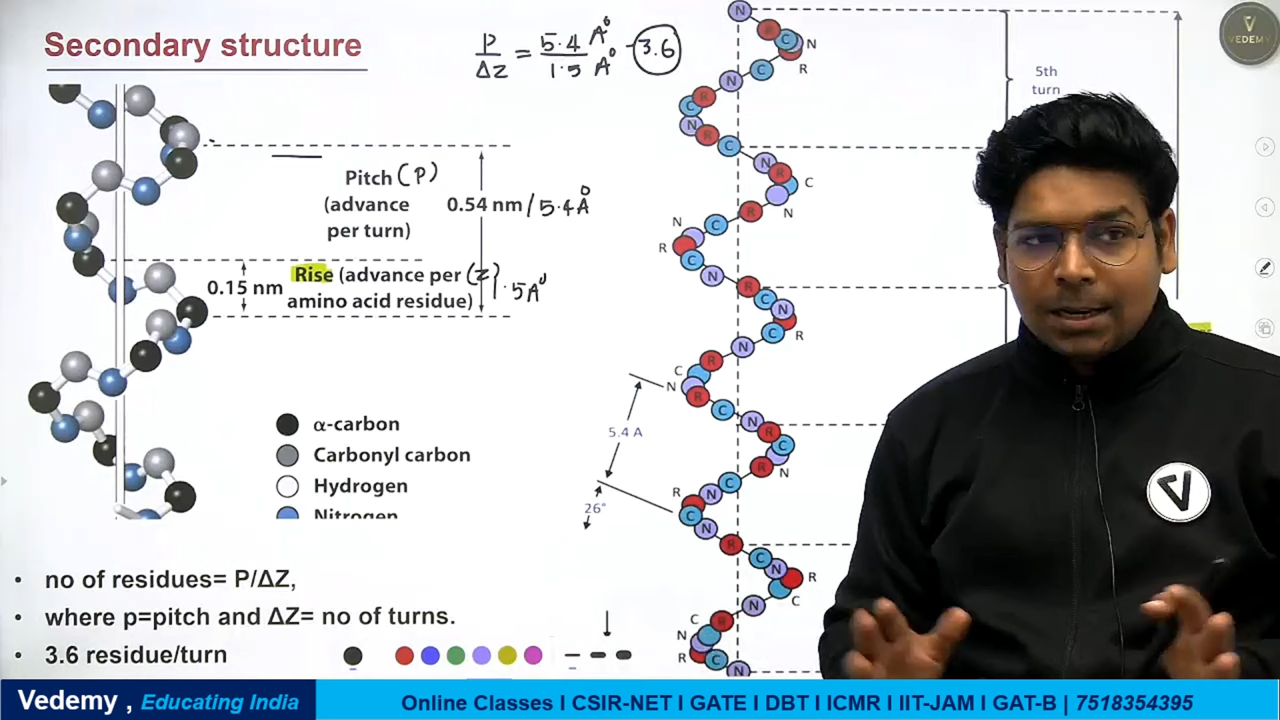 Secondary structure
P/ΔZ = 5.4 A° / 1.5 A° - 3.6
VEDEMY
Pitch (P)
(advance
per turn)
0.54 nm / 5.4 Å
0.15 nm
Rise (advance per (Z)
amino acid residue)
1.5A°
α-carbon
Carbonyl carbon
Hydrogen
Nitrogen
no of residues= P/ΔZ,
where p=pitch and ΔZ= no of turns.
3.6 residue/turn
5th
turn
N
R
C
N
R
C
N
R
C
N
R
C
N
R
C
N
C
R
N
C
N
R
C
N
R
C
N
R
C
R
N
R
C
N
C
N
R
5.4 A
C
N
R
C
N
R
N
C
R
N
R
C
N
26°
R
C
N
R
C
N
R
C
N
C
R
N
R
C
N
Vedemy , Educating India
Online Classes I CSIR-NET I GATE I DBT I ICMR I IIT-JAM I GAT-B | 7518354395